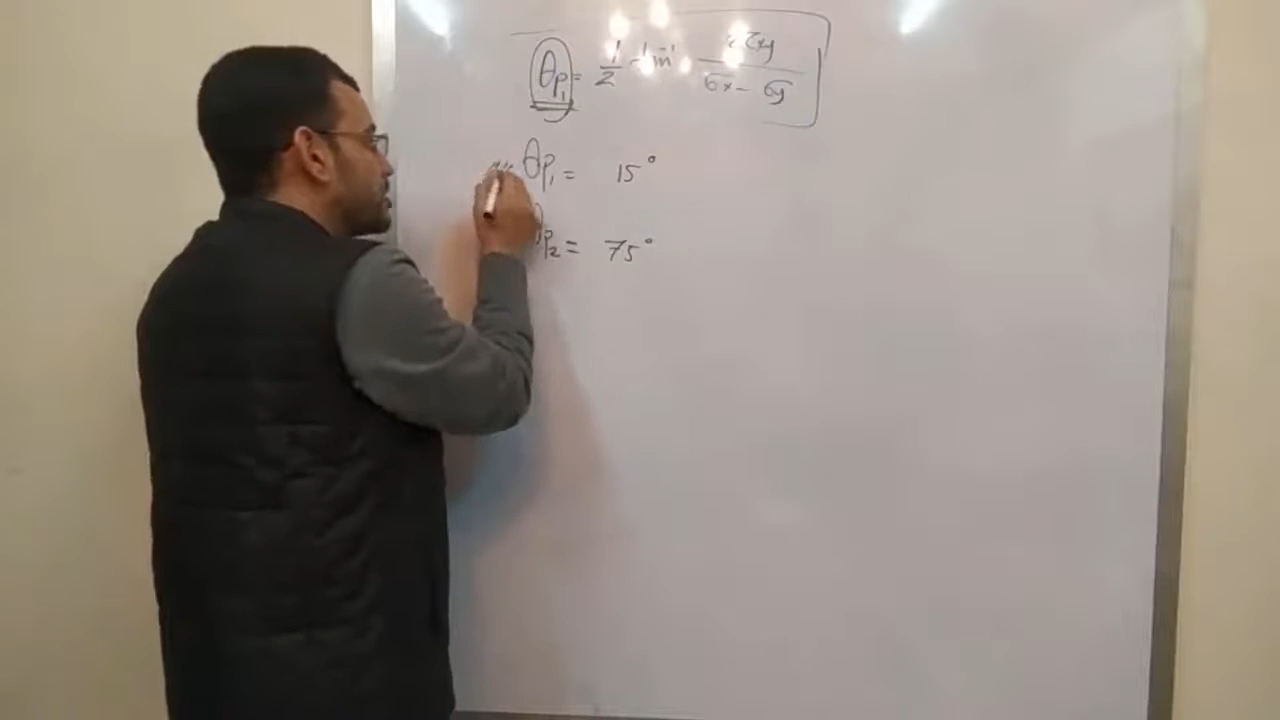 θp₁ = 1/2 tan⁻¹ 2τxy / σx − σy
θp₁ = 15°
θp₂ = 75°